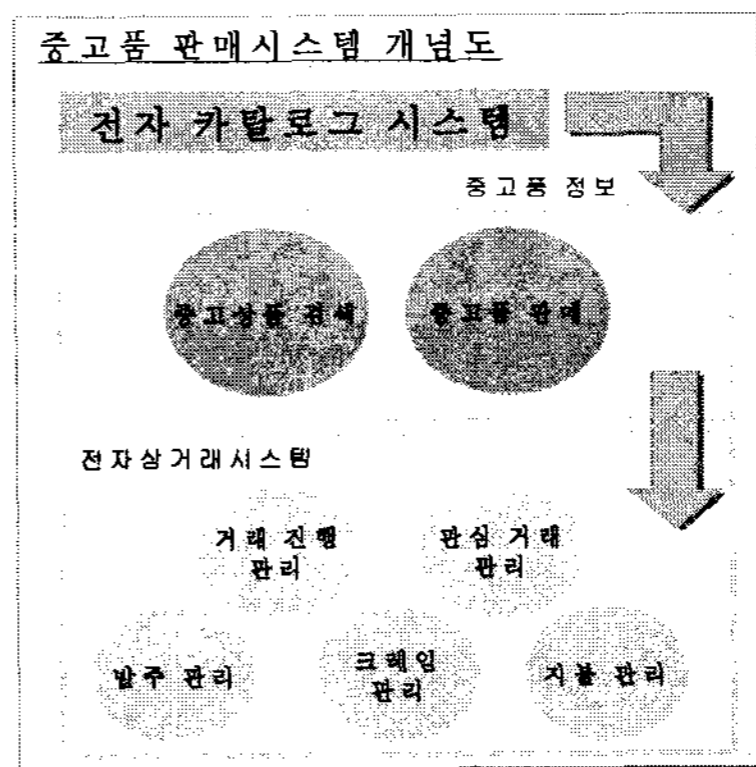 중고품 판매시스템 개념도
전자 카탈로그 시스템
중고품 정보
중고상품 검색
중고품 판매
전자상거래시스템
거래 진행
관리
관심 거래
관리
발주 관리
크레임
관리
지불 관리